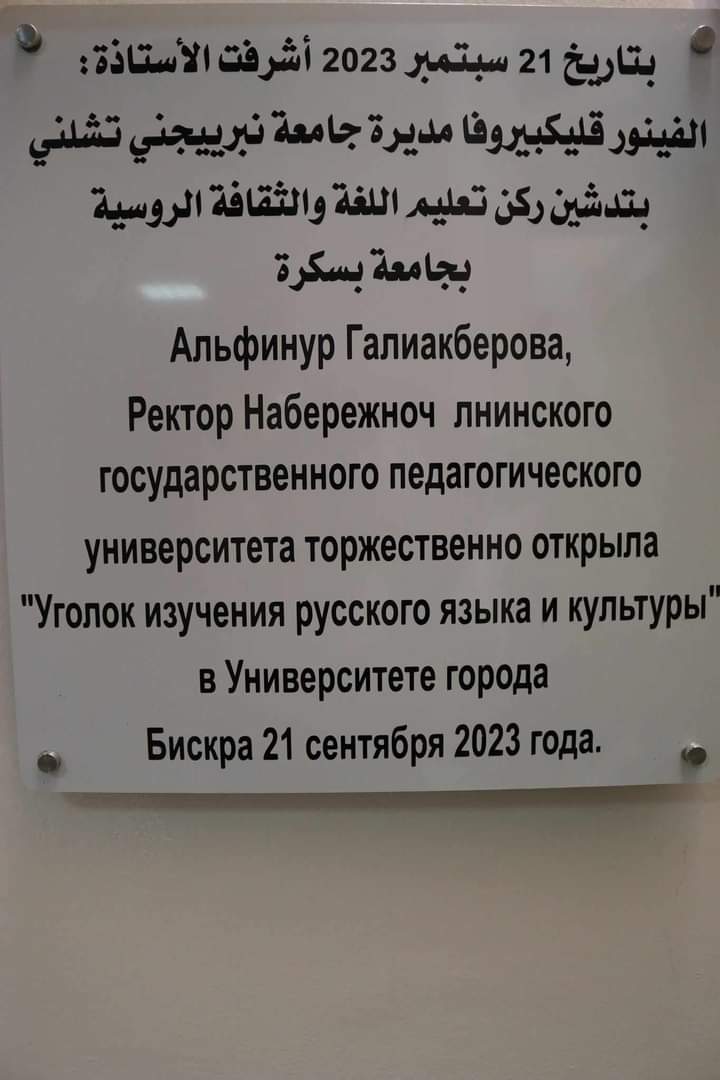 بتاريخ 21 سبتمبر 2023 أشرفت الأستاذة :
الفينور قليكبيروفا مديرة جامعة نبرييجني تشلني
بتدشين ركن تعليم اللغة والثقافة الروسية
بجامعة بسكرة
Альфинур Галиакберова,
Ректор Набережноч лнинского
государственного педагогического
университета торжественно открыла
"Уголок изучения русского языка и культуры"
в Университете города
Бискра 21 сентября 2023 года.